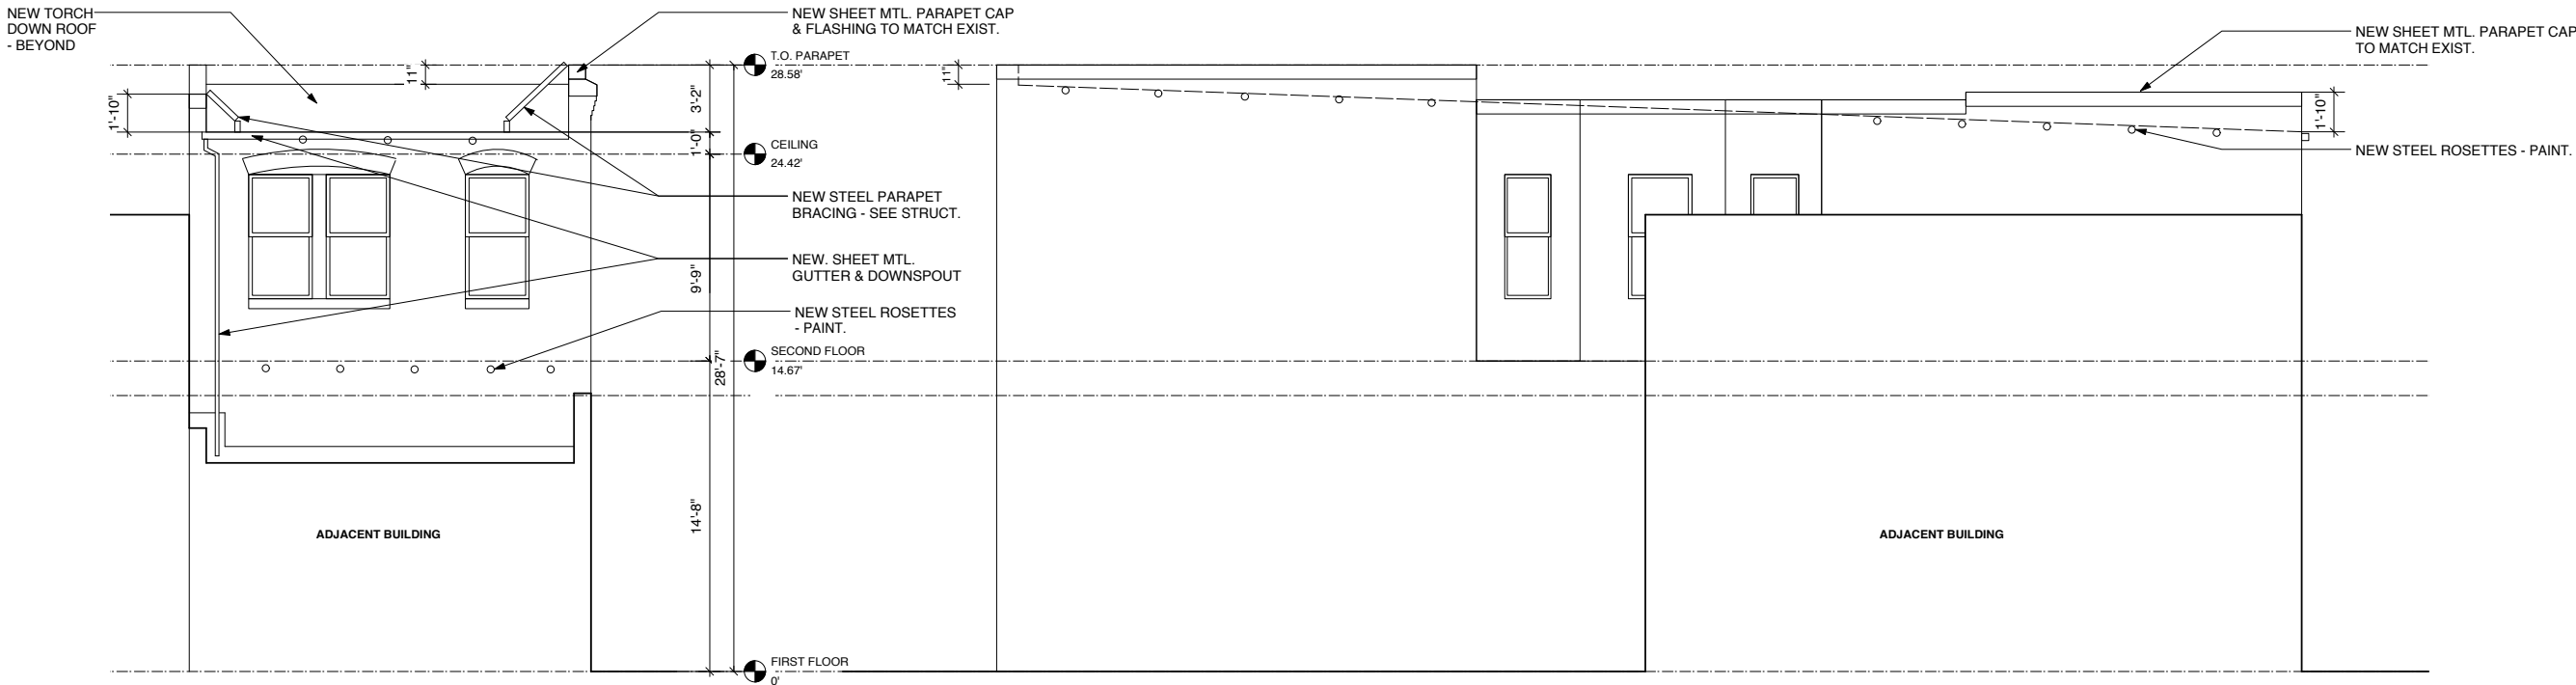 NEW TORCH
DOWN ROOF
- BEYOND
NEW SHEET MTL. PARAPET CAP
& FLASHING TO MATCH EXIST.
NEW SHEET MTL. PARAPET CAP
TO MATCH EXIST.
T.O. PARAPET
28.58'
11"
11"
1'-10"
3'-2"
1'-10"
1'-0"
CEILING
24.42'
NEW STEEL ROSETTES - PAINT.
NEW STEEL PARAPET
BRACING - SEE STRUCT.
NEW. SHEET MTL.
GUTTER & DOWNSPOUT
9'-9"
NEW STEEL ROSETTES
- PAINT.
SECOND FLOOR
14.67'
28'-7"
14'-8"
ADJACENT BUILDING
ADJACENT BUILDING
FIRST FLOOR
0'